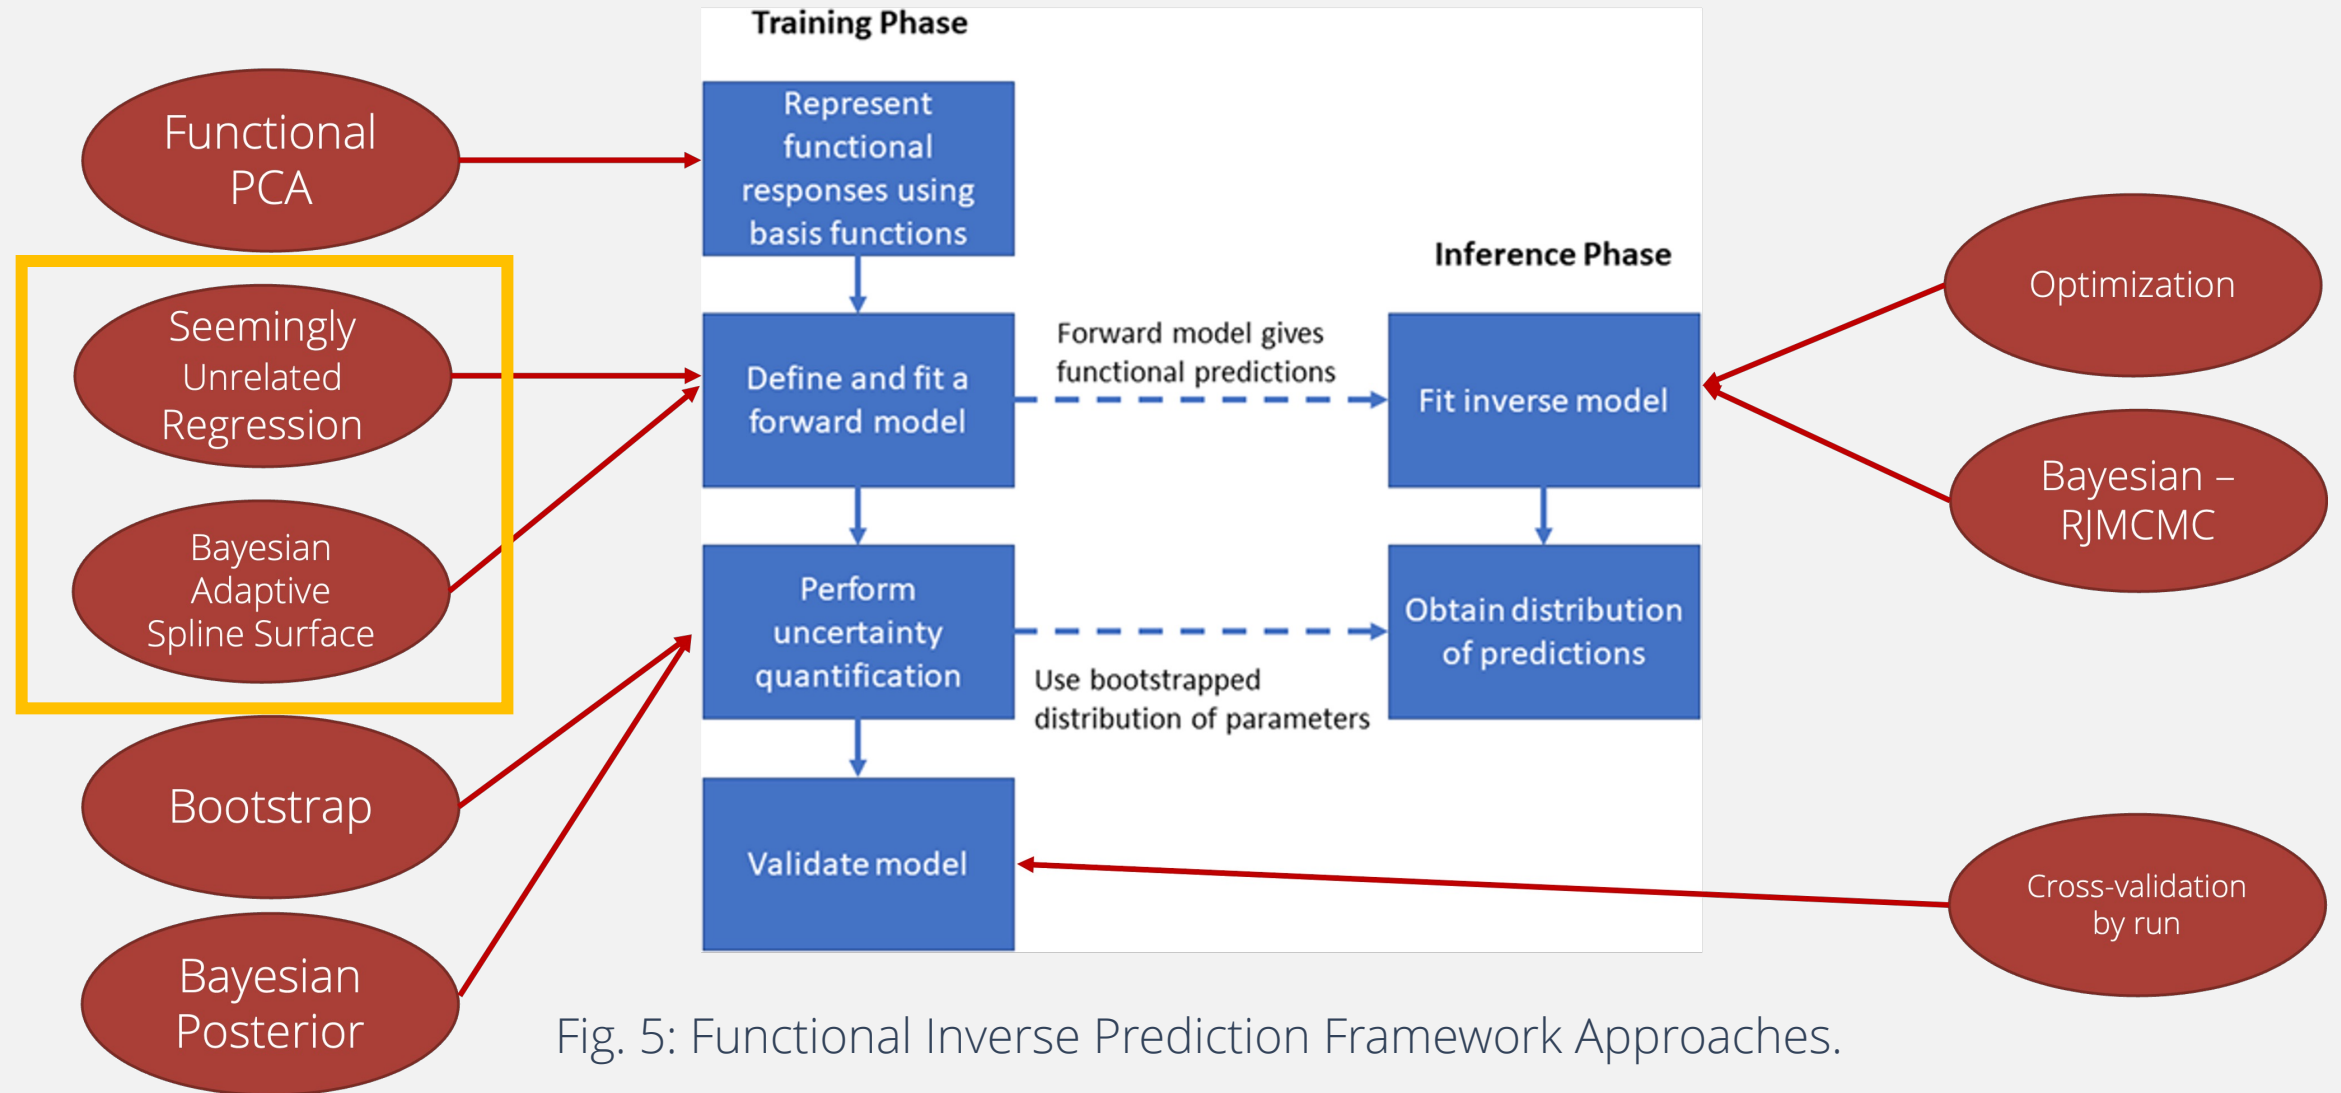 Training Phase
Functional
PCA
Represent
functional
responses using
basis functions
Inference Phase
Optimization
Seemingly
Unrelated
Regression
Define and fit a
forward model
Forward model gives
functional predictions
Fit inverse model
Bayesian –
RJMCMC
Bayesian
Adaptive
Spline Surface
Perform
uncertainty
quantification
Use bootstrapped
distribution of parameters
Obtain distribution
of predictions
Bootstrap
Validate model
Cross-validation
by run
Bayesian
Posterior
Fig. 5: Functional Inverse Prediction Framework Approaches.